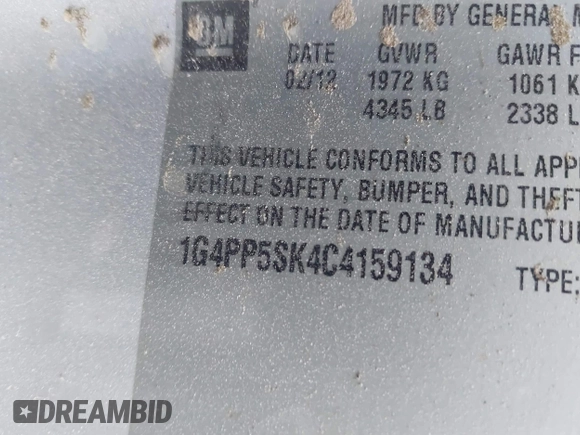 GM
MFD BY GENERAL M
DATE GVWR GAWR F
02/12 1972 KG 1061 K
4345 LB 2338 L
THIS VEHICLE CONFORMS TO ALL APPL
VEHICLE SAFETY, BUMPER, AND THEFT
EFFECT ON THE DATE OF MANUFACTU
1G4PP5SK4C4159134 TYPE:
DREAMBID